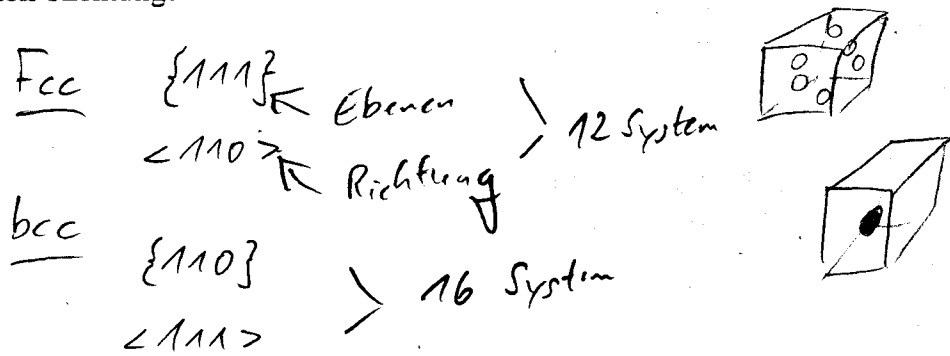 Fcc {111} Ebenen
<110> Richtung
12 System
bcc
{110}
<111>
16 System